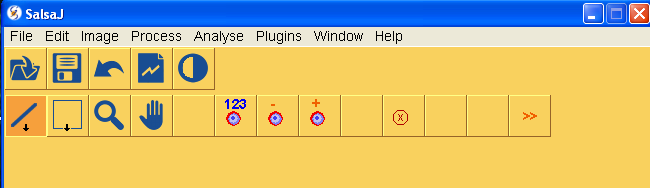 SalsaJ
File Edit Image Process Analyse Plugins Window Help
123 - + x >>